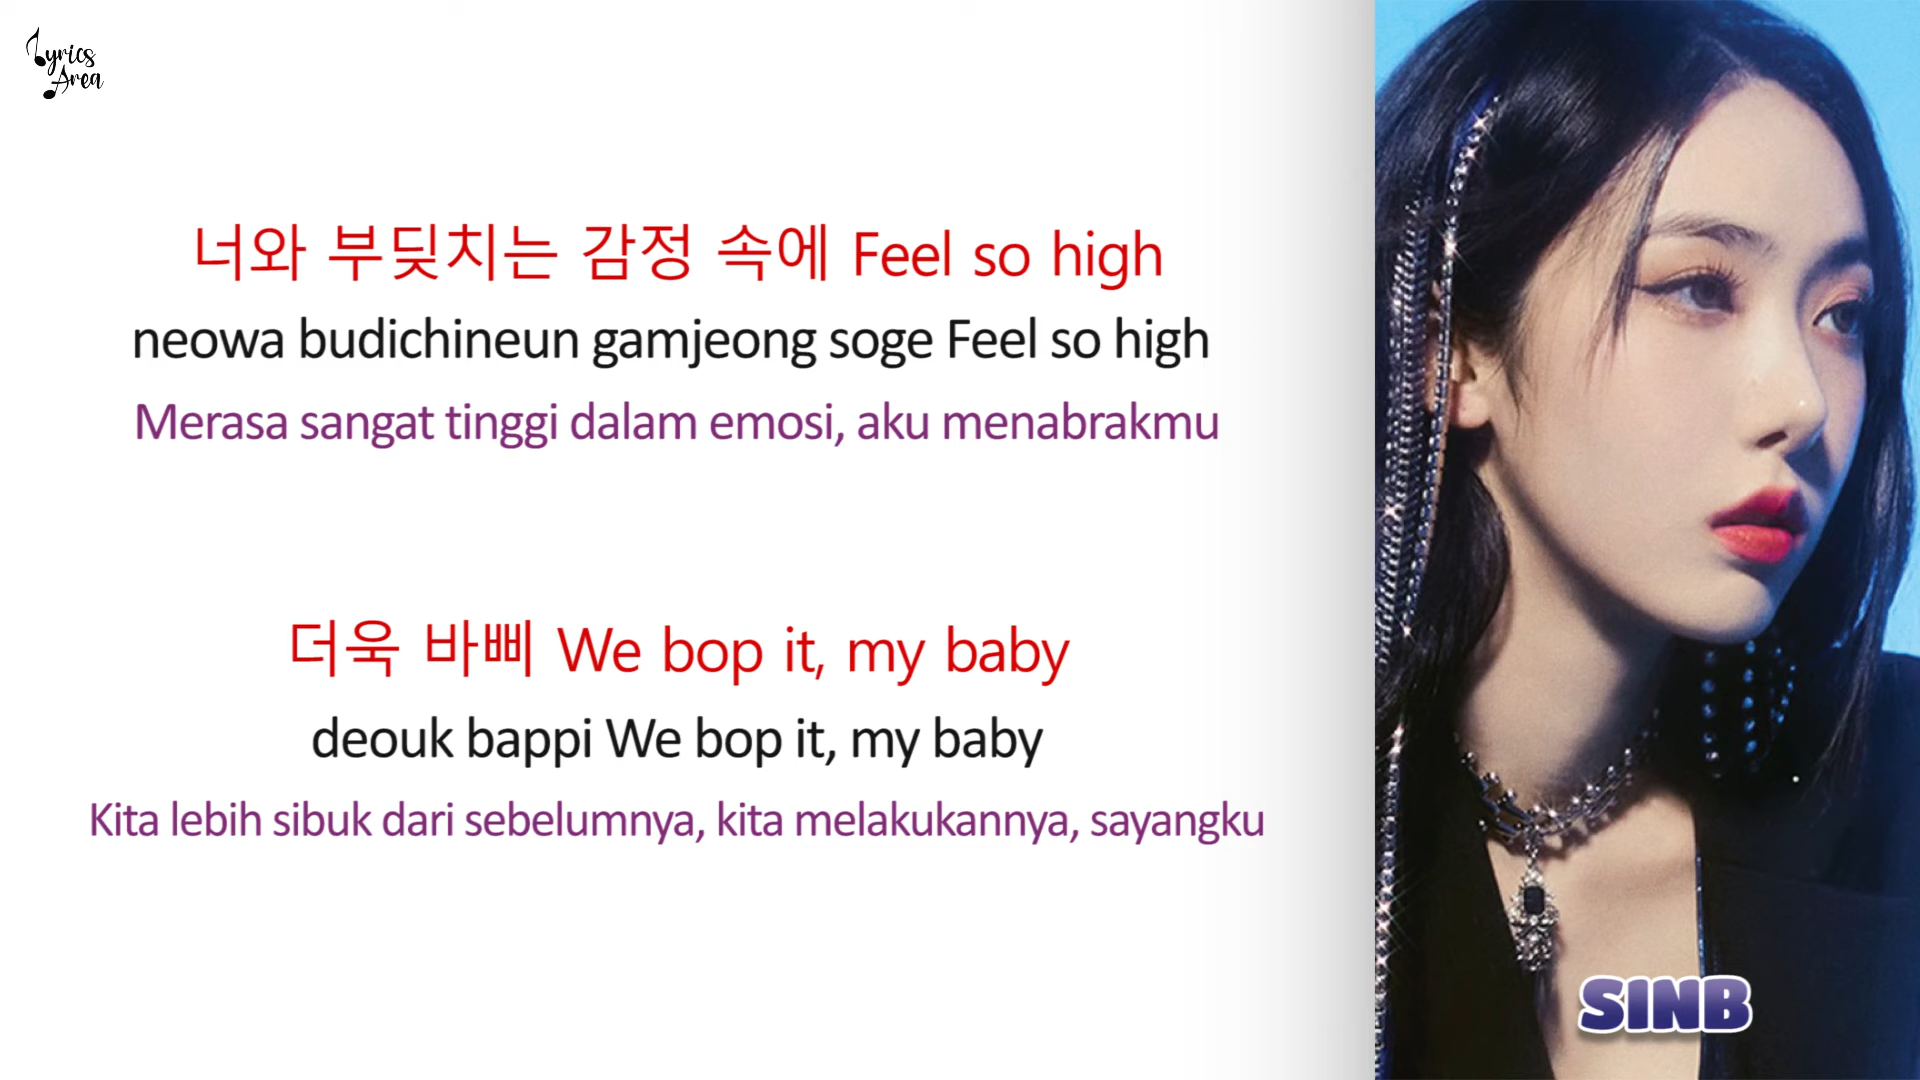 Lyrics
Area
너와 부딪치는 감정 속에 Feel so high
neowa budichineun gamjeong soge Feel so high
Merasa sangat tinggi dalam emosi, aku menabrakmu
더욱 바삐 We bop it, my baby
deouk bappi We bop it, my baby
Kita lebih sibuk dari sebelumnya, kita melakukannya, sayangku
SINB